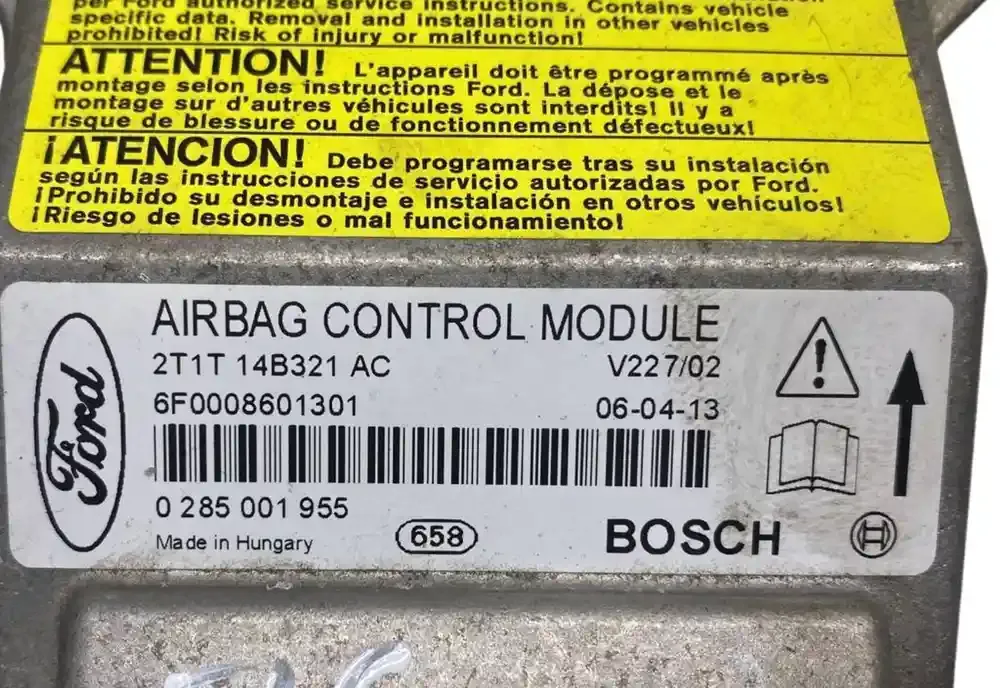 per Ford authorized service instructions. Contains vehicle
specific data. Removal and installation in other vehicles
prohibited! Risk of injury or malfunction!
ATTENTION! L'appareil doit être programmé après
montage selon les instructions Ford. La dépose et le
montage sur d'autres véhicules sont interdits! Il y a
risque de blessure ou de fonctionnement défectueux!
¡ATENCION! Debe programarse tras su instalación
según las instrucciones de servicio autorizadas por Ford.
¡Prohibido su desmontaje e instalación en otros vehículos!
¡Riesgo de lesiones o mal funcionamiento!
Ford
AIRBAG CONTROL MODULE
2T1T 14B321 AC V227/02
6F0008601301 06-04-13
0 285 001 955
Made in Hungary 658 BOSCH